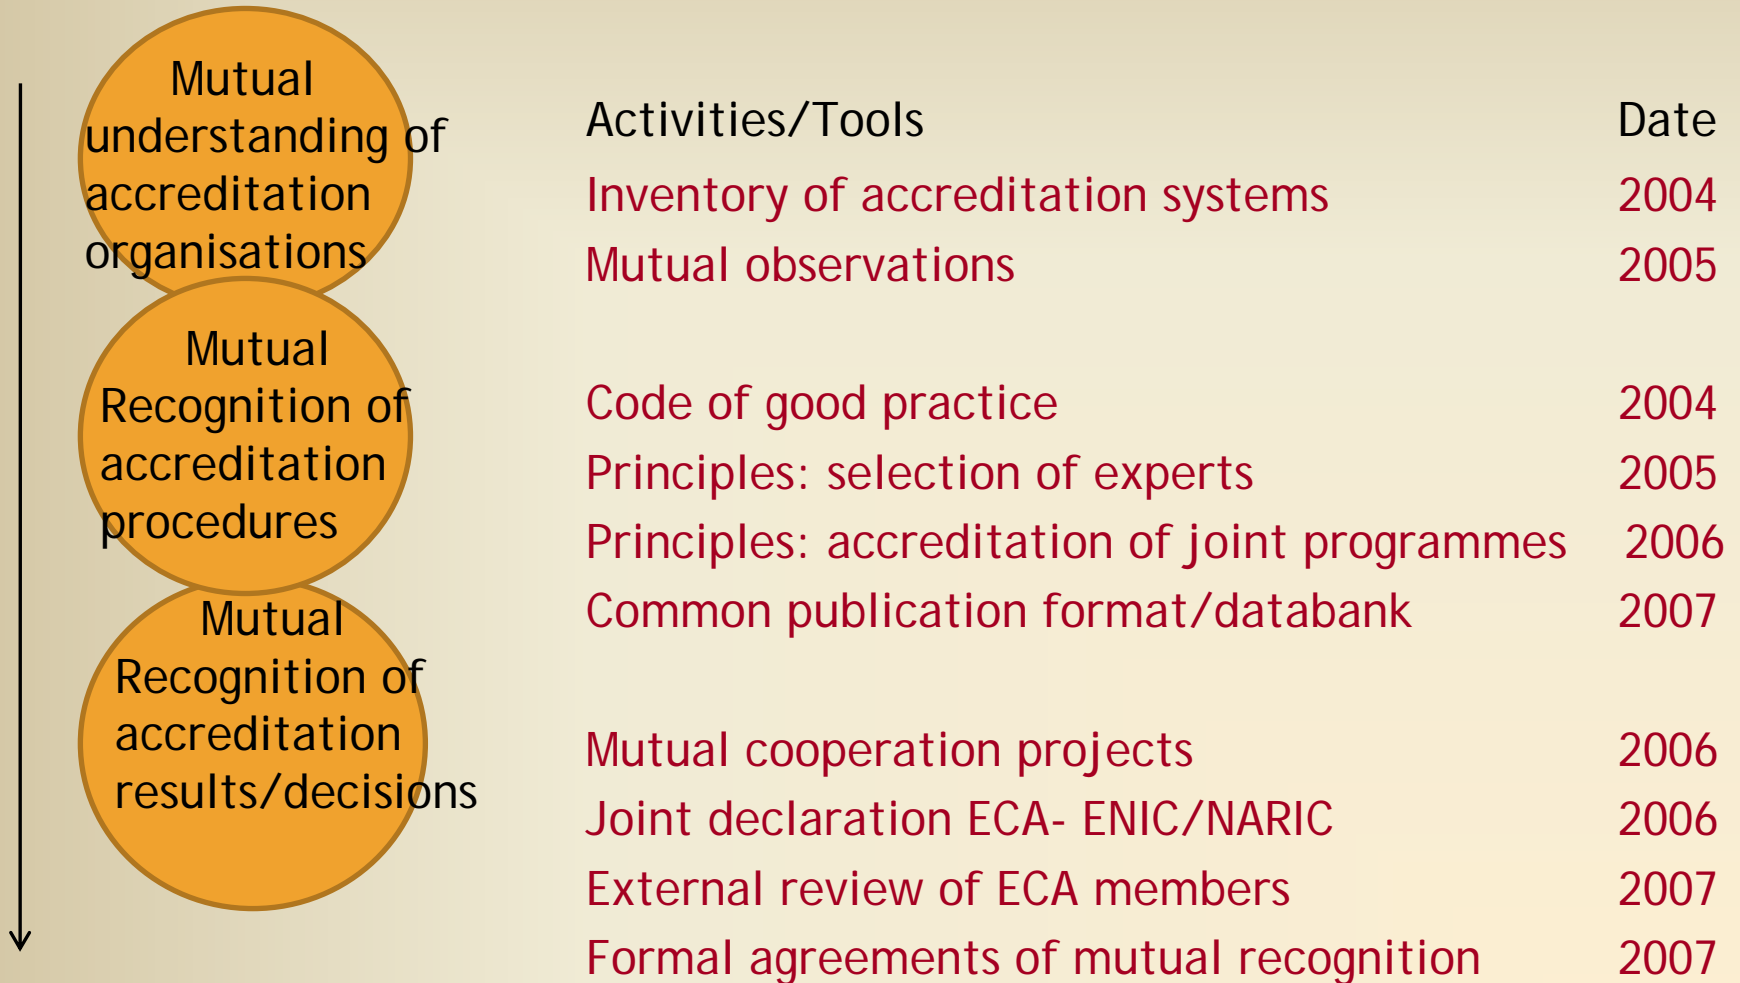 Mutual
understanding of
accreditation
organisations
Mutual
Recognition of
accreditation
procedures
Mutual
Recognition of
accreditation
results/decisions
Activities/Tools Date
Inventory of accreditation systems 2004
Mutual observations 2005
Code of good practice 2004
Principles: selection of experts 2005
Principles: accreditation of joint programmes 2006
Common publication format/databank 2007
Mutual cooperation projects 2006
Joint declaration ECA- ENIC/NARIC 2006
External review of ECA members 2007
Formal agreements of mutual recognition 2007